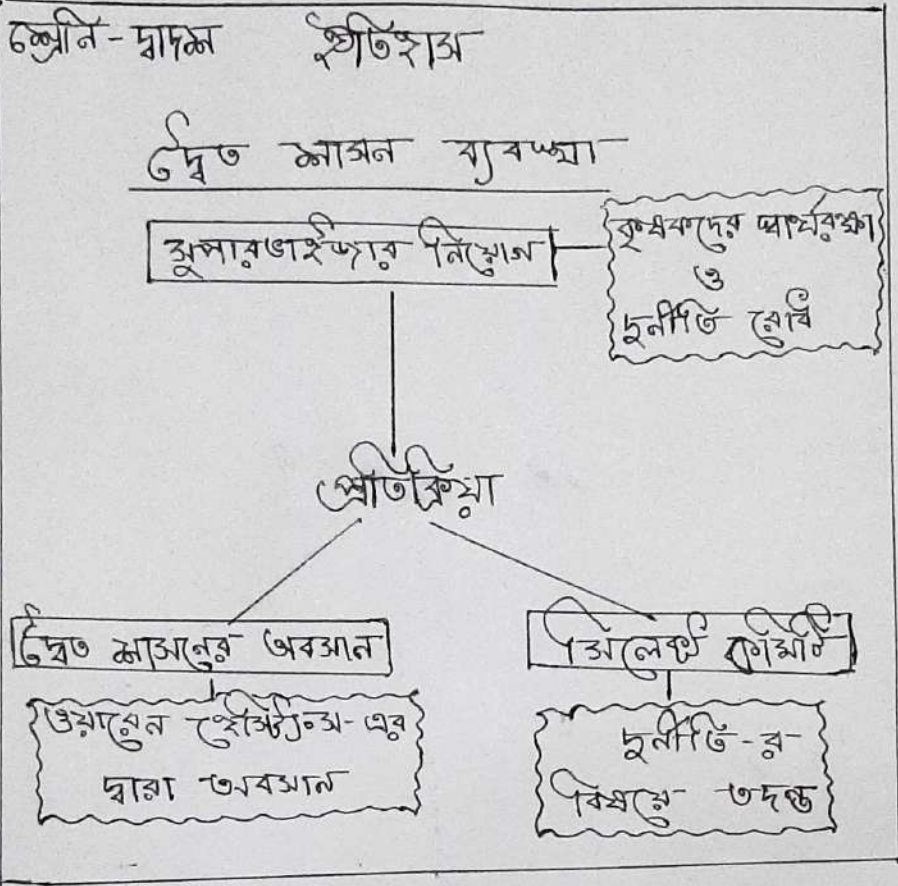 শ্রেনি - দ্বাদশ ইতিহাস
দ্বৈত শাসন ব্যবস্থা
সুপারভাইজার নিয়োগ
কৃষকদের স্বার্থরক্ষা
ও
দুর্নীতি রোধ
প্রতিক্রিয়া
দ্বৈত শাসনের অবসান
ওয়ারেন হেস্টিংস-এর
দ্বারা অবসান
সিলেক্ট কমিটি
দুর্নীতি-র
বিষয়ে তদন্ত